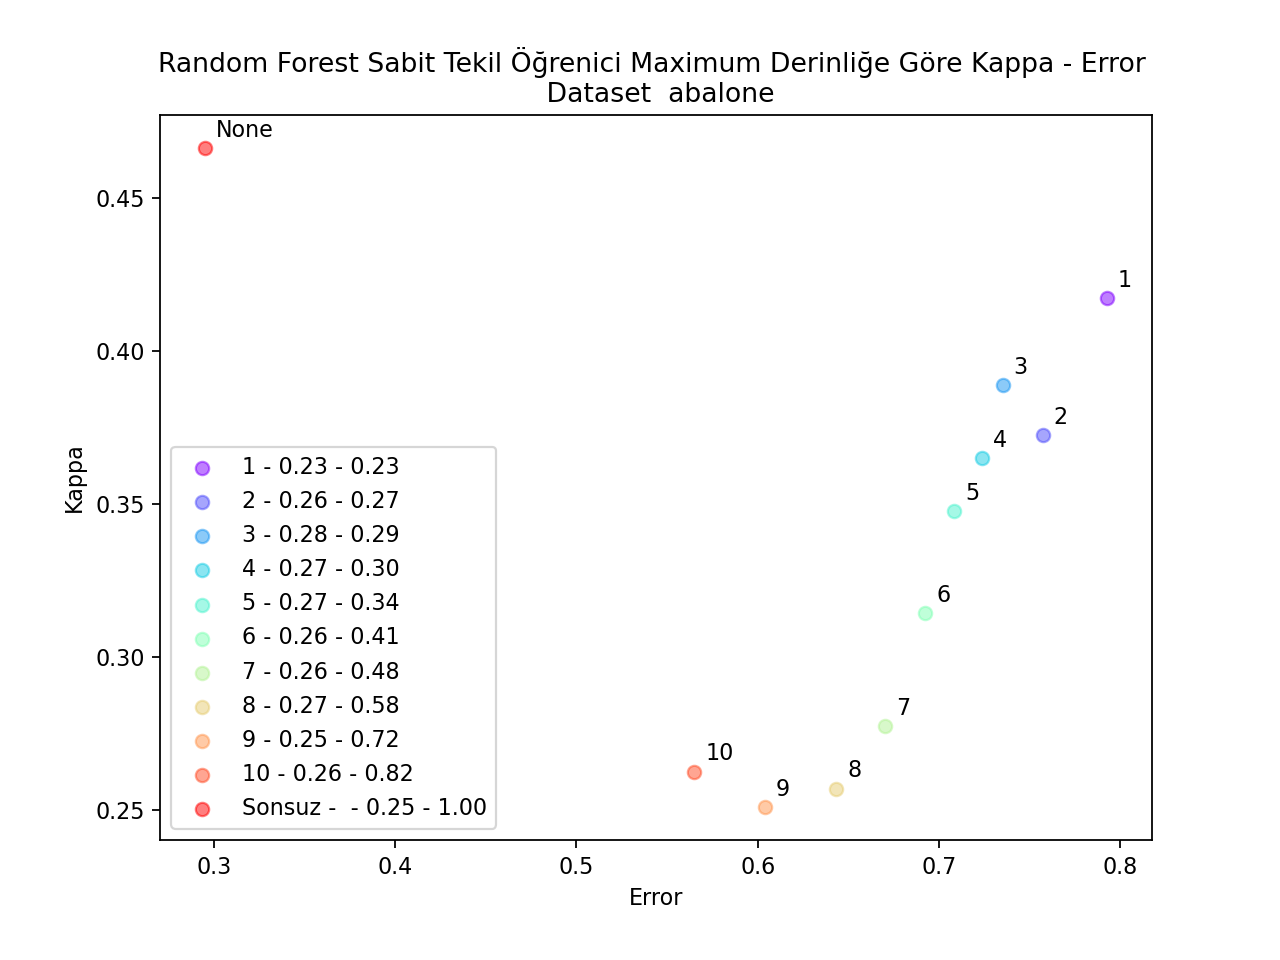 Random Forest Sabit Tekil Öğrenici Maximum Derinliğe Göre Kappa - Error
Dataset  abalone
None
0.45
1
0.40
3
2
4
Kappa
1 - 0.23 - 0.23
5
2 - 0.26 - 0.27
0.35
3 - 0.28 - 0.29
4 - 0.27 - 0.30
5 - 0.27 - 0.34
6
6 - 0.26 - 0.41
0.30
7 - 0.26 - 0.48
8 - 0.27 - 0.58
7
9 - 0.25 - 0.72
10
10 - 0.26 - 0.82
8
9
Sonsuz -  - 0.25 - 1.00
0.25
0.3 0.4 0.5 0.6 0.7 0.8
Error